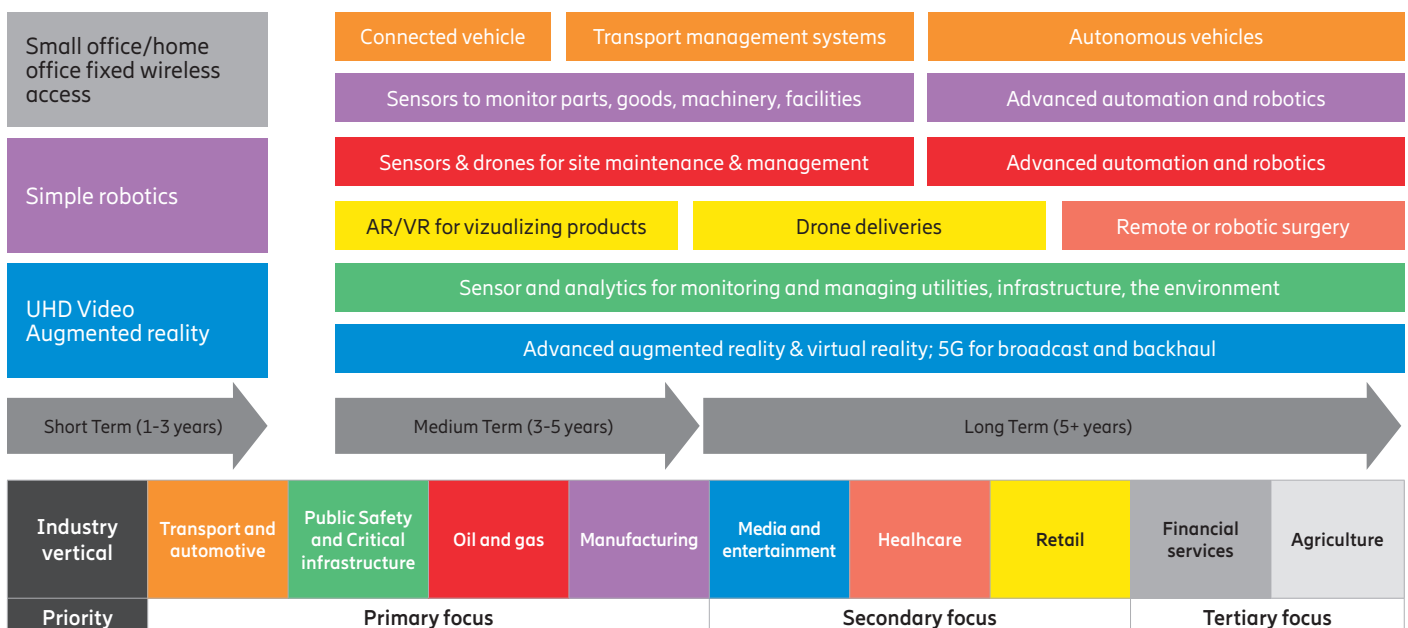 Small office/home
office fixed wireless
access
Connected vehicle
Transport management systems
Autonomous vehicles
Sensors to monitor parts, goods, machinery, facilities
Advanced automation and robotics
Simple robotics
Sensors & drones for site maintenance & management
Advanced automation and robotics
AR/VR for vizualizing products
Drone deliveries
Remote or robotic surgery
UHD Video
Augmented reality
Sensor and analytics for monitoring and managing utilities, infrastructure, the environment
Advanced augmented reality & virtual reality; 5G for broadcast and backhaul
Short Term (1-3 years)
Medium Term (3-5 years)
Long Term (5+ years)
Industry
vertical
Transport and
automotive
Public Safety
and Critical
infrastructure
Oil and gas
Manufacturing
Media and
entertainment
Healhcare
Retail
Financial
services
Agriculture
Priority
Primary focus
Secondary focus
Tertiary focus